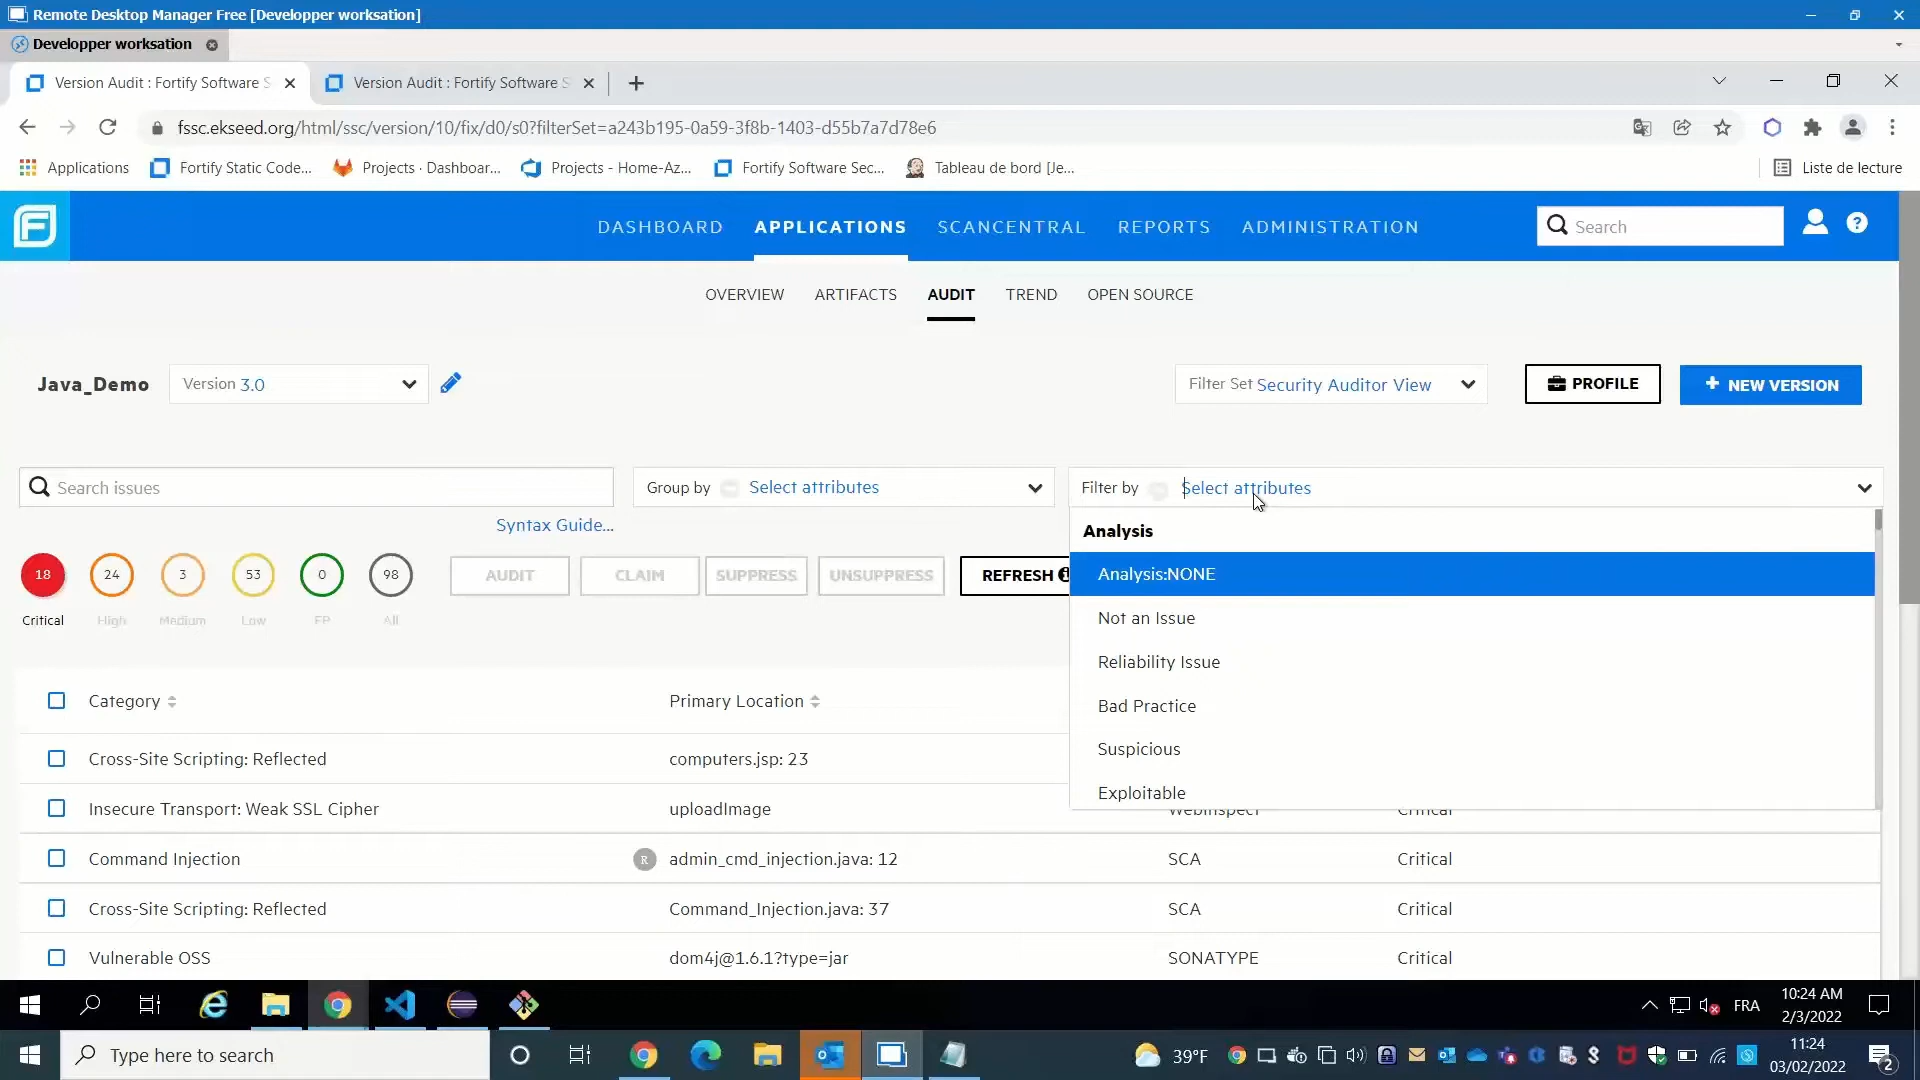 Remote Desktop Manager Free [Developper worksation]
Developper worksation
Version Audit : Fortify Software S
Version Audit : Fortify Software S
fssc.ekseed.org/html/ssc/version/10/fix/d0/s0?filterSet=a243b195-0a59-3f8b-1403-d55b7a7d78e6
Applications
Fortify Static Code...
Projects · Dashboar...
Projects - Home-Az...
Fortify Software Sec...
Tableau de bord [Je...
Liste de lecture
DASHBOARD
APPLICATIONS
SCANCENTRAL
REPORTS
ADMINISTRATION
Search
OVERVIEW
ARTIFACTS
AUDIT
TREND
OPEN SOURCE
Java_Demo
Version 3.0
Filter Set Security Auditor View
PROFILE
+ NEW VERSION
Search issues
Group by Select attributes
Filter by Select attributes
Syntax Guide...
Analysis
Analysis:NONE
Not an Issue
Reliability Issue
Bad Practice
Suspicious
Exploitable
18
24
3
53
0
98
AUDIT
CLAIM
SUPPRESS
UNSUPPRESS
REFRESH
Critical
High
Medium
Low
FP
All
Category
Primary Location
Cross-Site Scripting: Reflected
computers.jsp: 23
Insecure Transport: Weak SSL Cipher
uploadImage
WebInspect
Critical
Command Injection
R
admin_cmd_injection.java: 12
SCA
Critical
Cross-Site Scripting: Reflected
Command_Injection.java: 37
SCA
Critical
Vulnerable OSS
dom4j@1.6.1?type=jar
SONATYPE
Critical
FRA
10:24 AM
2/3/2022
Type here to search
39°F
11:24
03/02/2022
2